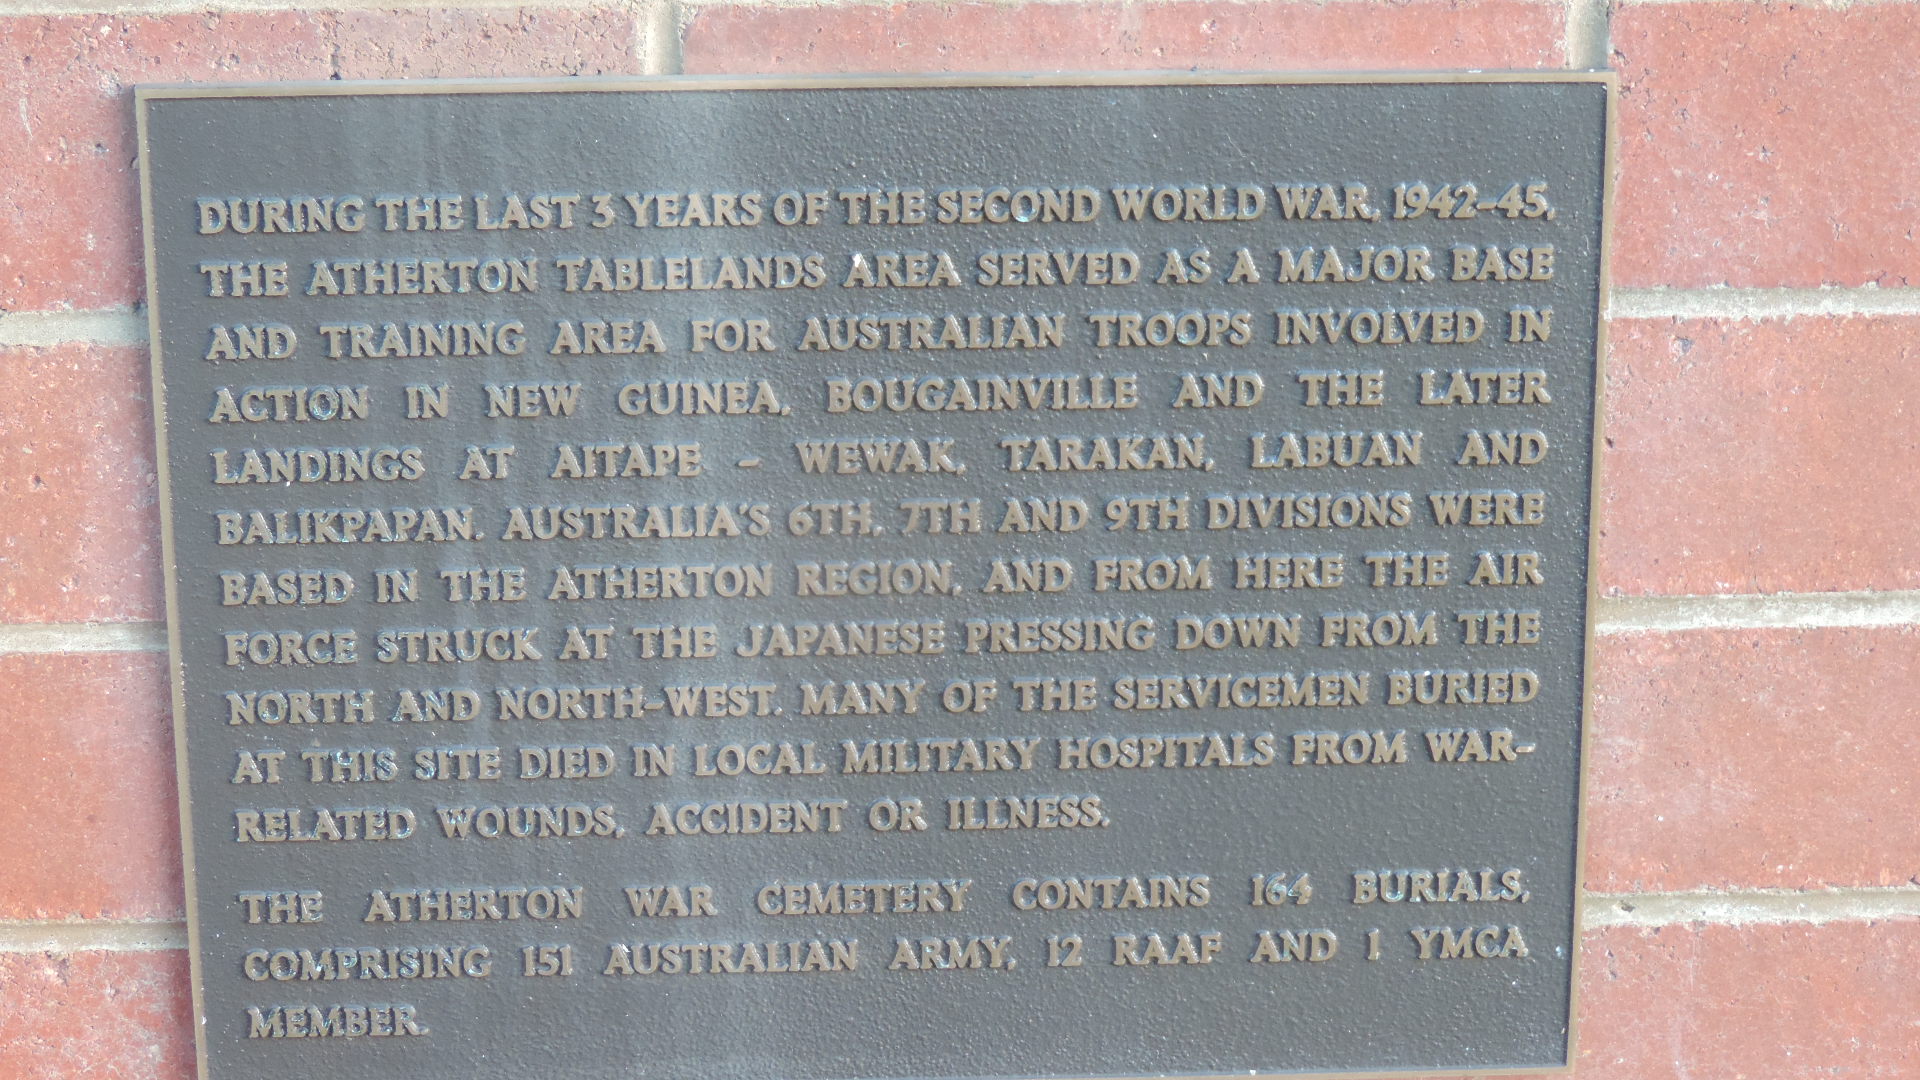 DURING THE LAST 3 YEARS OF THE SECOND WORLD WAR, 1942-45,
THE ATHERTON TABLELANDS AREA SERVED AS A MAJOR BASE
AND TRAINING AREA FOR AUSTRALIAN TROOPS INVOLVED IN
ACTION IN NEW GUINEA, BOUGAINVILLE AND THE LATER
LANDINGS AT AITAPE - WEWAK, TARAKAN, LABUAN AND
BALIKPAPAN. AUSTRALIA'S 6TH, 7TH AND 9TH DIVISIONS WERE
BASED IN THE ATHERTON REGION, AND FROM HERE THE AIR
FORCE STRUCK AT THE JAPANESE PRESSING DOWN FROM THE
NORTH AND NORTH-WEST. MANY OF THE SERVICEMEN BURIED
AT THIS SITE DIED IN LOCAL MILITARY HOSPITALS FROM WAR-
RELATED WOUNDS, ACCIDENT OR ILLNESS.
THE ATHERTON WAR CEMETERY CONTAINS 164 BURIALS,
COMPRISING 151 AUSTRALIAN ARMY, 12 RAAF AND 1 YMCA
MEMBER.